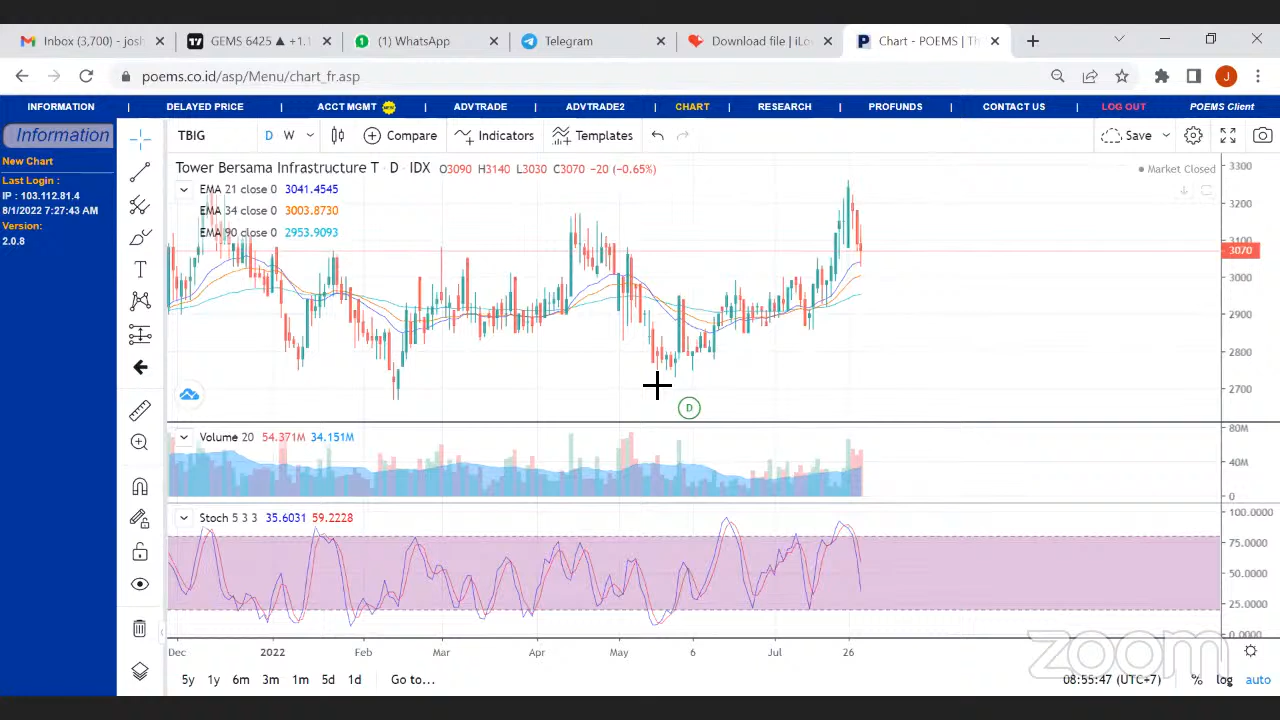 Inbox (3,700) - josh
GEMS 6425 ▲ +1.1
(1) WhatsApp
Telegram
Download file | iLo
Chart - POEMS | Th
poems.co.id/asp/Menu/chart_fr.asp
INFORMATION | DELAYED PRICE | ACCT MGMT NEW | ADVTRADE | ADVTRADE2 | CHART | RESEARCH | PROFUNDS | CONTACT US | LOG OUT POEMS Client
Information
New Chart
Last Login :
IP : 103.112.81.4
8/1/2022 7:27:43 AM
Version:
2.0.8
TBIG D W Compare Indicators Templates Save
Tower Bersama Infrastructure T · D · IDX O3090 H3140 L3030 C3070 −20 (−0.65%)
Market Closed
EMA 21 close 0 3041.4545
EMA 34 close 0 3003.8730
EMA 90 close 0 2953.9093
3300
3200
3100
3070
3000
2900
2800
2700
D
Volume 20 54.371M 34.151M
80M
40M
0
Stoch 5 3 3 35.6031 59.2228
100.0000
75.0000
50.0000
25.0000
0.0000
Dec 2022 Feb Mar Apr May 6 Jul 26
zoom
5y 1y 6m 3m 1m 5d 1d Go to... 08:55:47 (UTC+7) % log auto